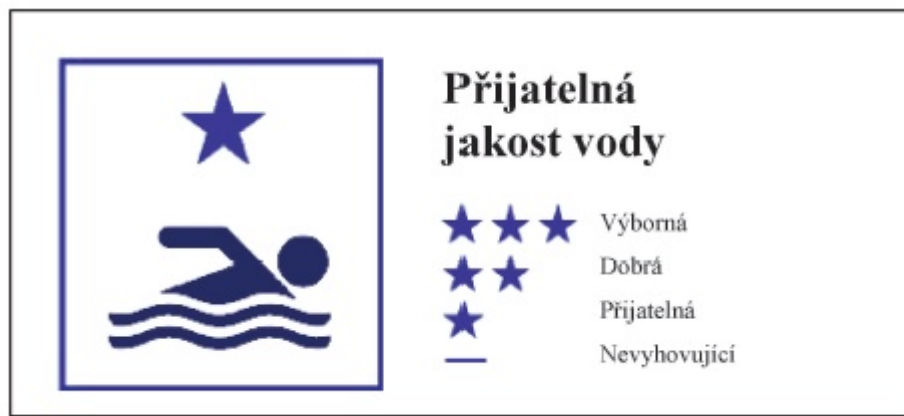 Přijatelná
jakost vody
Výborná
Dobrá
Přijatelná
Nevyhovující